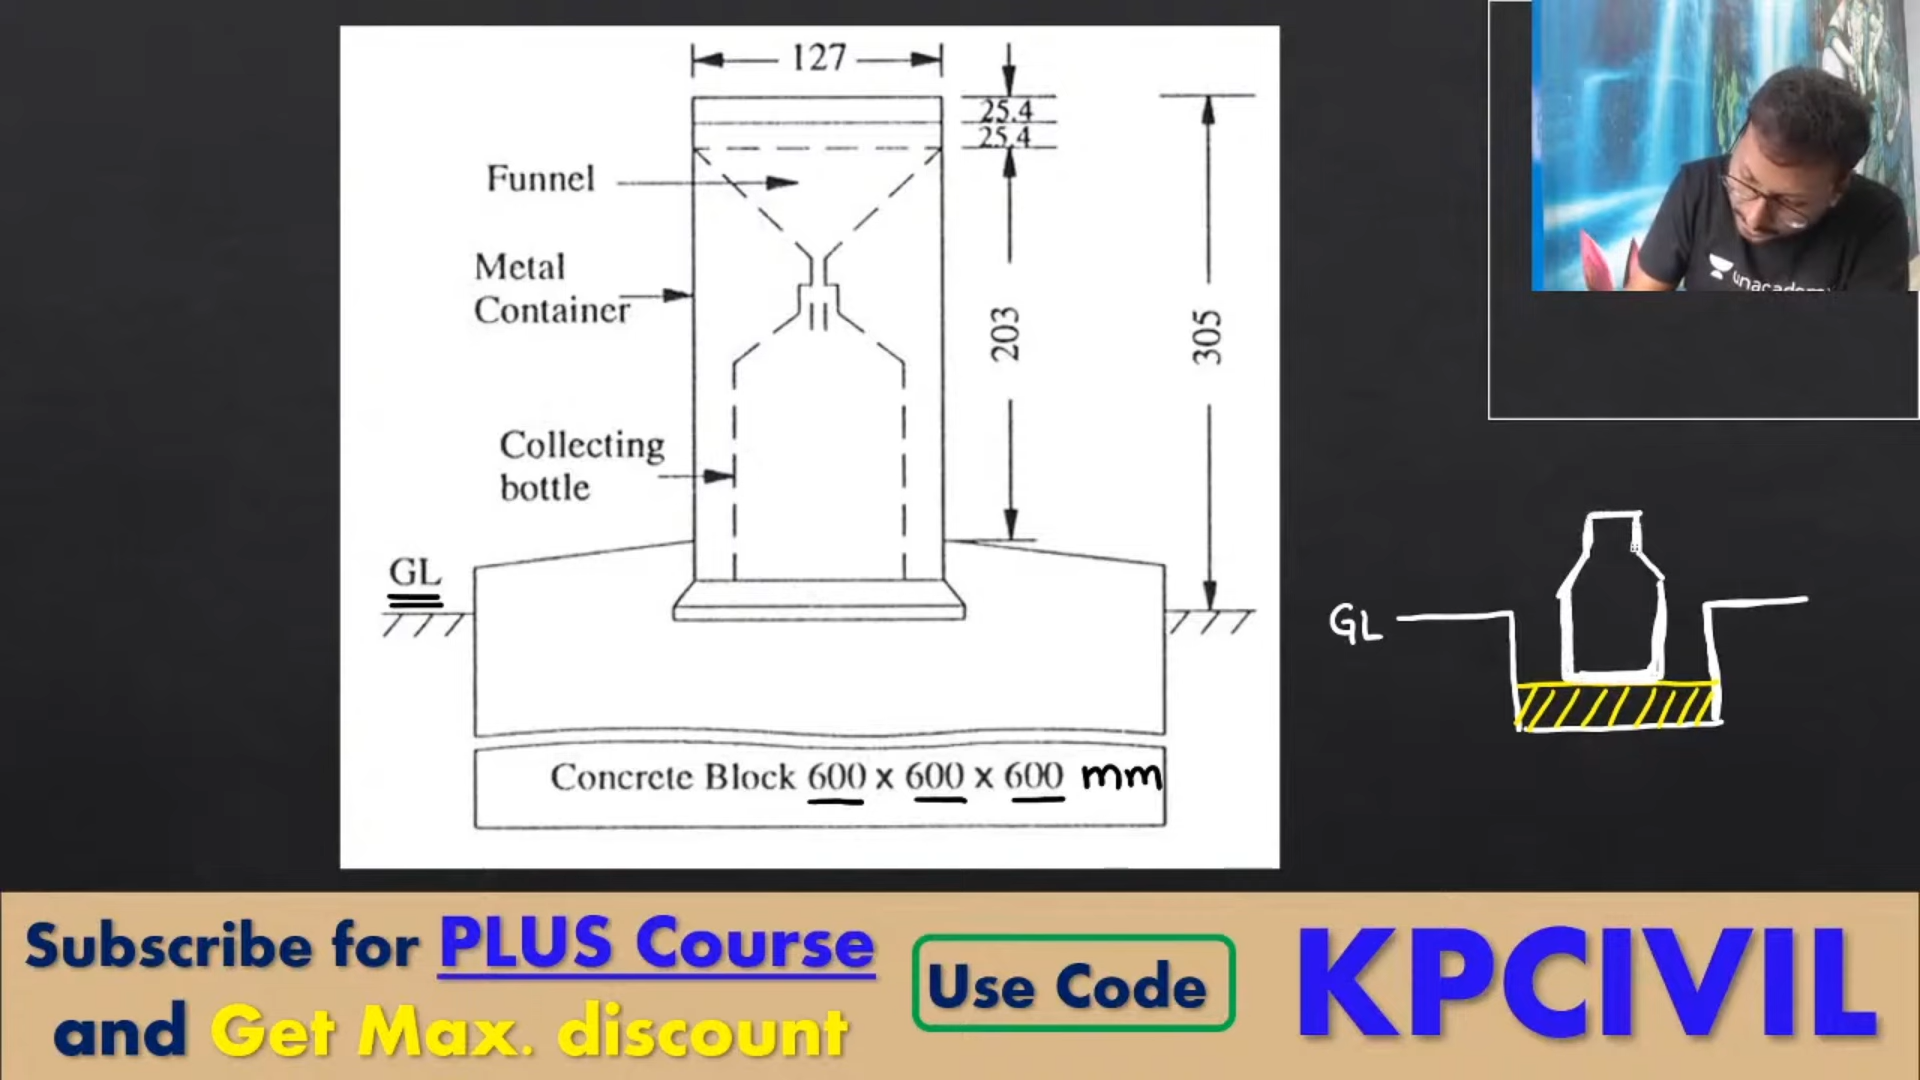 127
25.4
25.4
Funnel
Metal
Container
203
305
Collecting
bottle
GL
GL
Concrete Block 600 x 600 x 600 mm
unacademy
Subscribe for PLUS Course
and Get Max. discount
Use Code
KPCIVIL